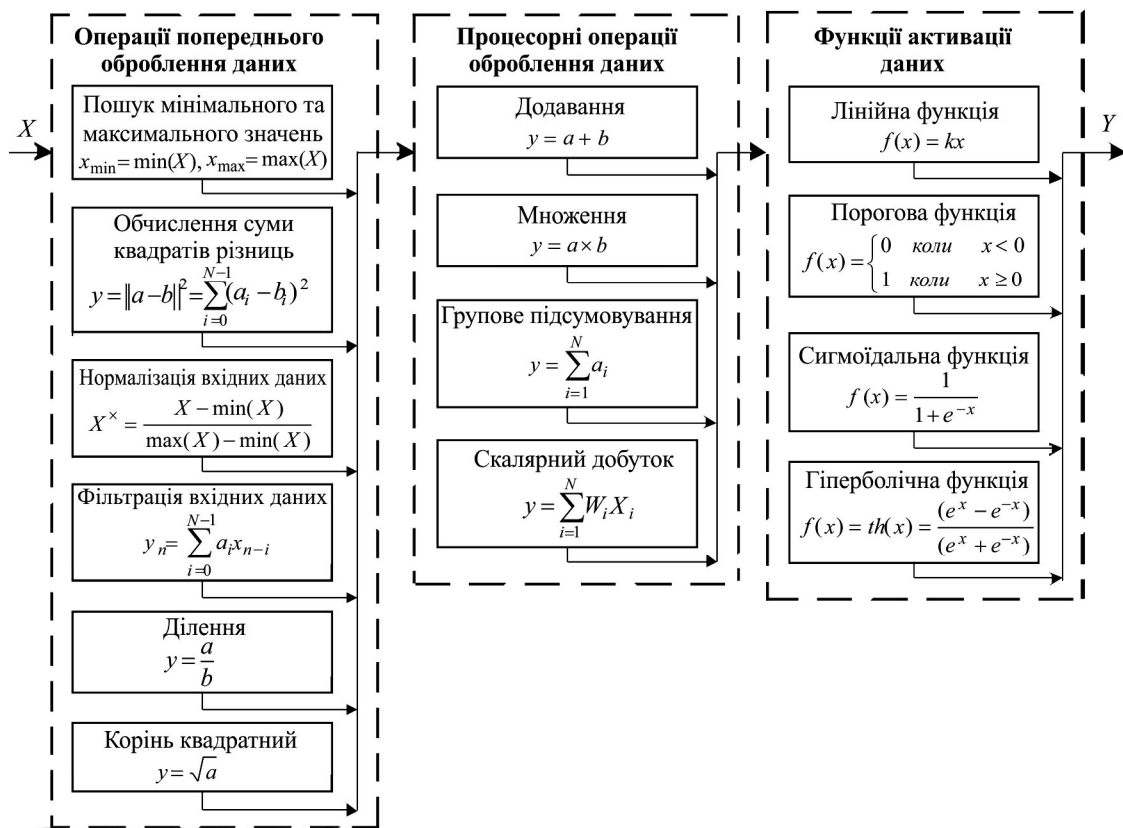 X
Операції попереднього
оброблення даних
Пошук мінімального та
максимального значень
x_min = min(X), x_max = max(X)
Обчислення суми
квадратів різниць
y = ‖a − b‖² = ∑_{i=0}^{N−1} (a_i − b_i)²
Нормалізація вхідних даних
X^× = (X − min(X)) / (max(X) − min(X))
Фільтрація вхідних даних
y_n = ∑_{i=0}^{N−1} a_i x_{n−i}
Ділення
y = a/b
Корінь квадратний
y = √a
Процесорні операції
оброблення даних
Додавання
y = a + b
Множення
y = a × b
Групове підсумовування
y = ∑_{i=1}^{N} a_i
Скалярний добуток
y = ∑_{i=1}^{N} W_i X_i
Функції активації
даних
Лінійна функція
f(x) = kx
Порогова функція
f(x) = { 0 коли x < 0
1 коли x ≥ 0
Сигмоїдальна функція
f(x) = 1 / (1 + e^{−x})
Гіперболічна функція
f(x) = th(x) = (e^x − e^{−x}) / (e^x + e^{−x})
Y